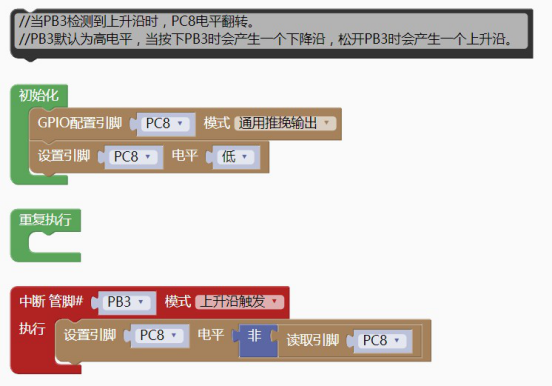 //当PB3检测到上升沿时，PC8电平翻转。
//PB3默认为高电平，当按下PB3时会产生一个下降沿，松开PB3时会产生一个上升沿。
初始化
GPIO配置引脚 PC8 模式 通用推挽输出
设置引脚 PC8 电平 低
重复执行
中断 管脚# PB3 模式 上升沿触发
执行 设置引脚 PC8 电平 非 读取引脚 PC8